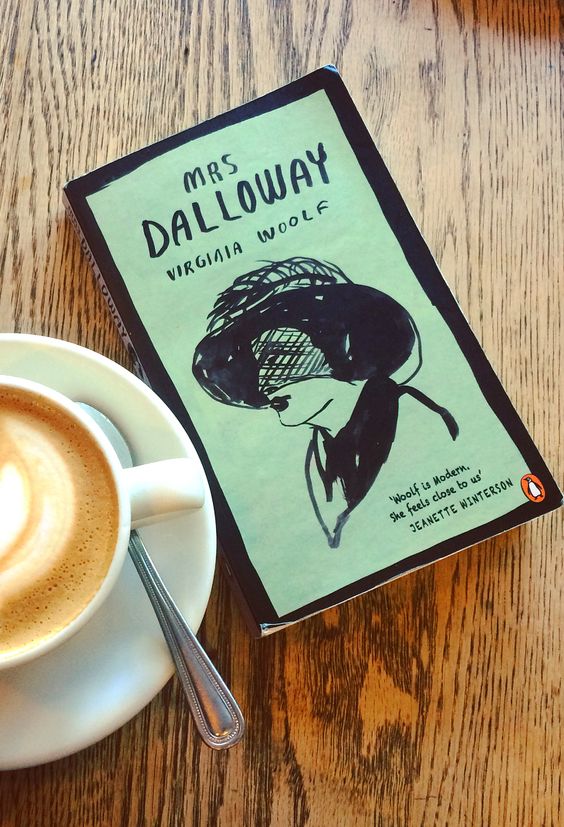 MRS
DALLOWAY
VIRGINIA WOOLF
'Woolf is Modern.
She feels close to us'
JEANETTE WINTERSON